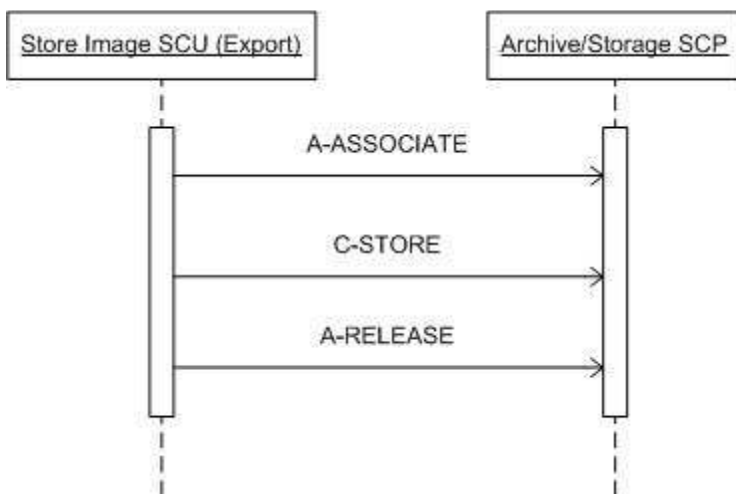 Store Image SCU (Export)
Archive/Storage SCP
A-ASSOCIATE
C-STORE
A-RELEASE